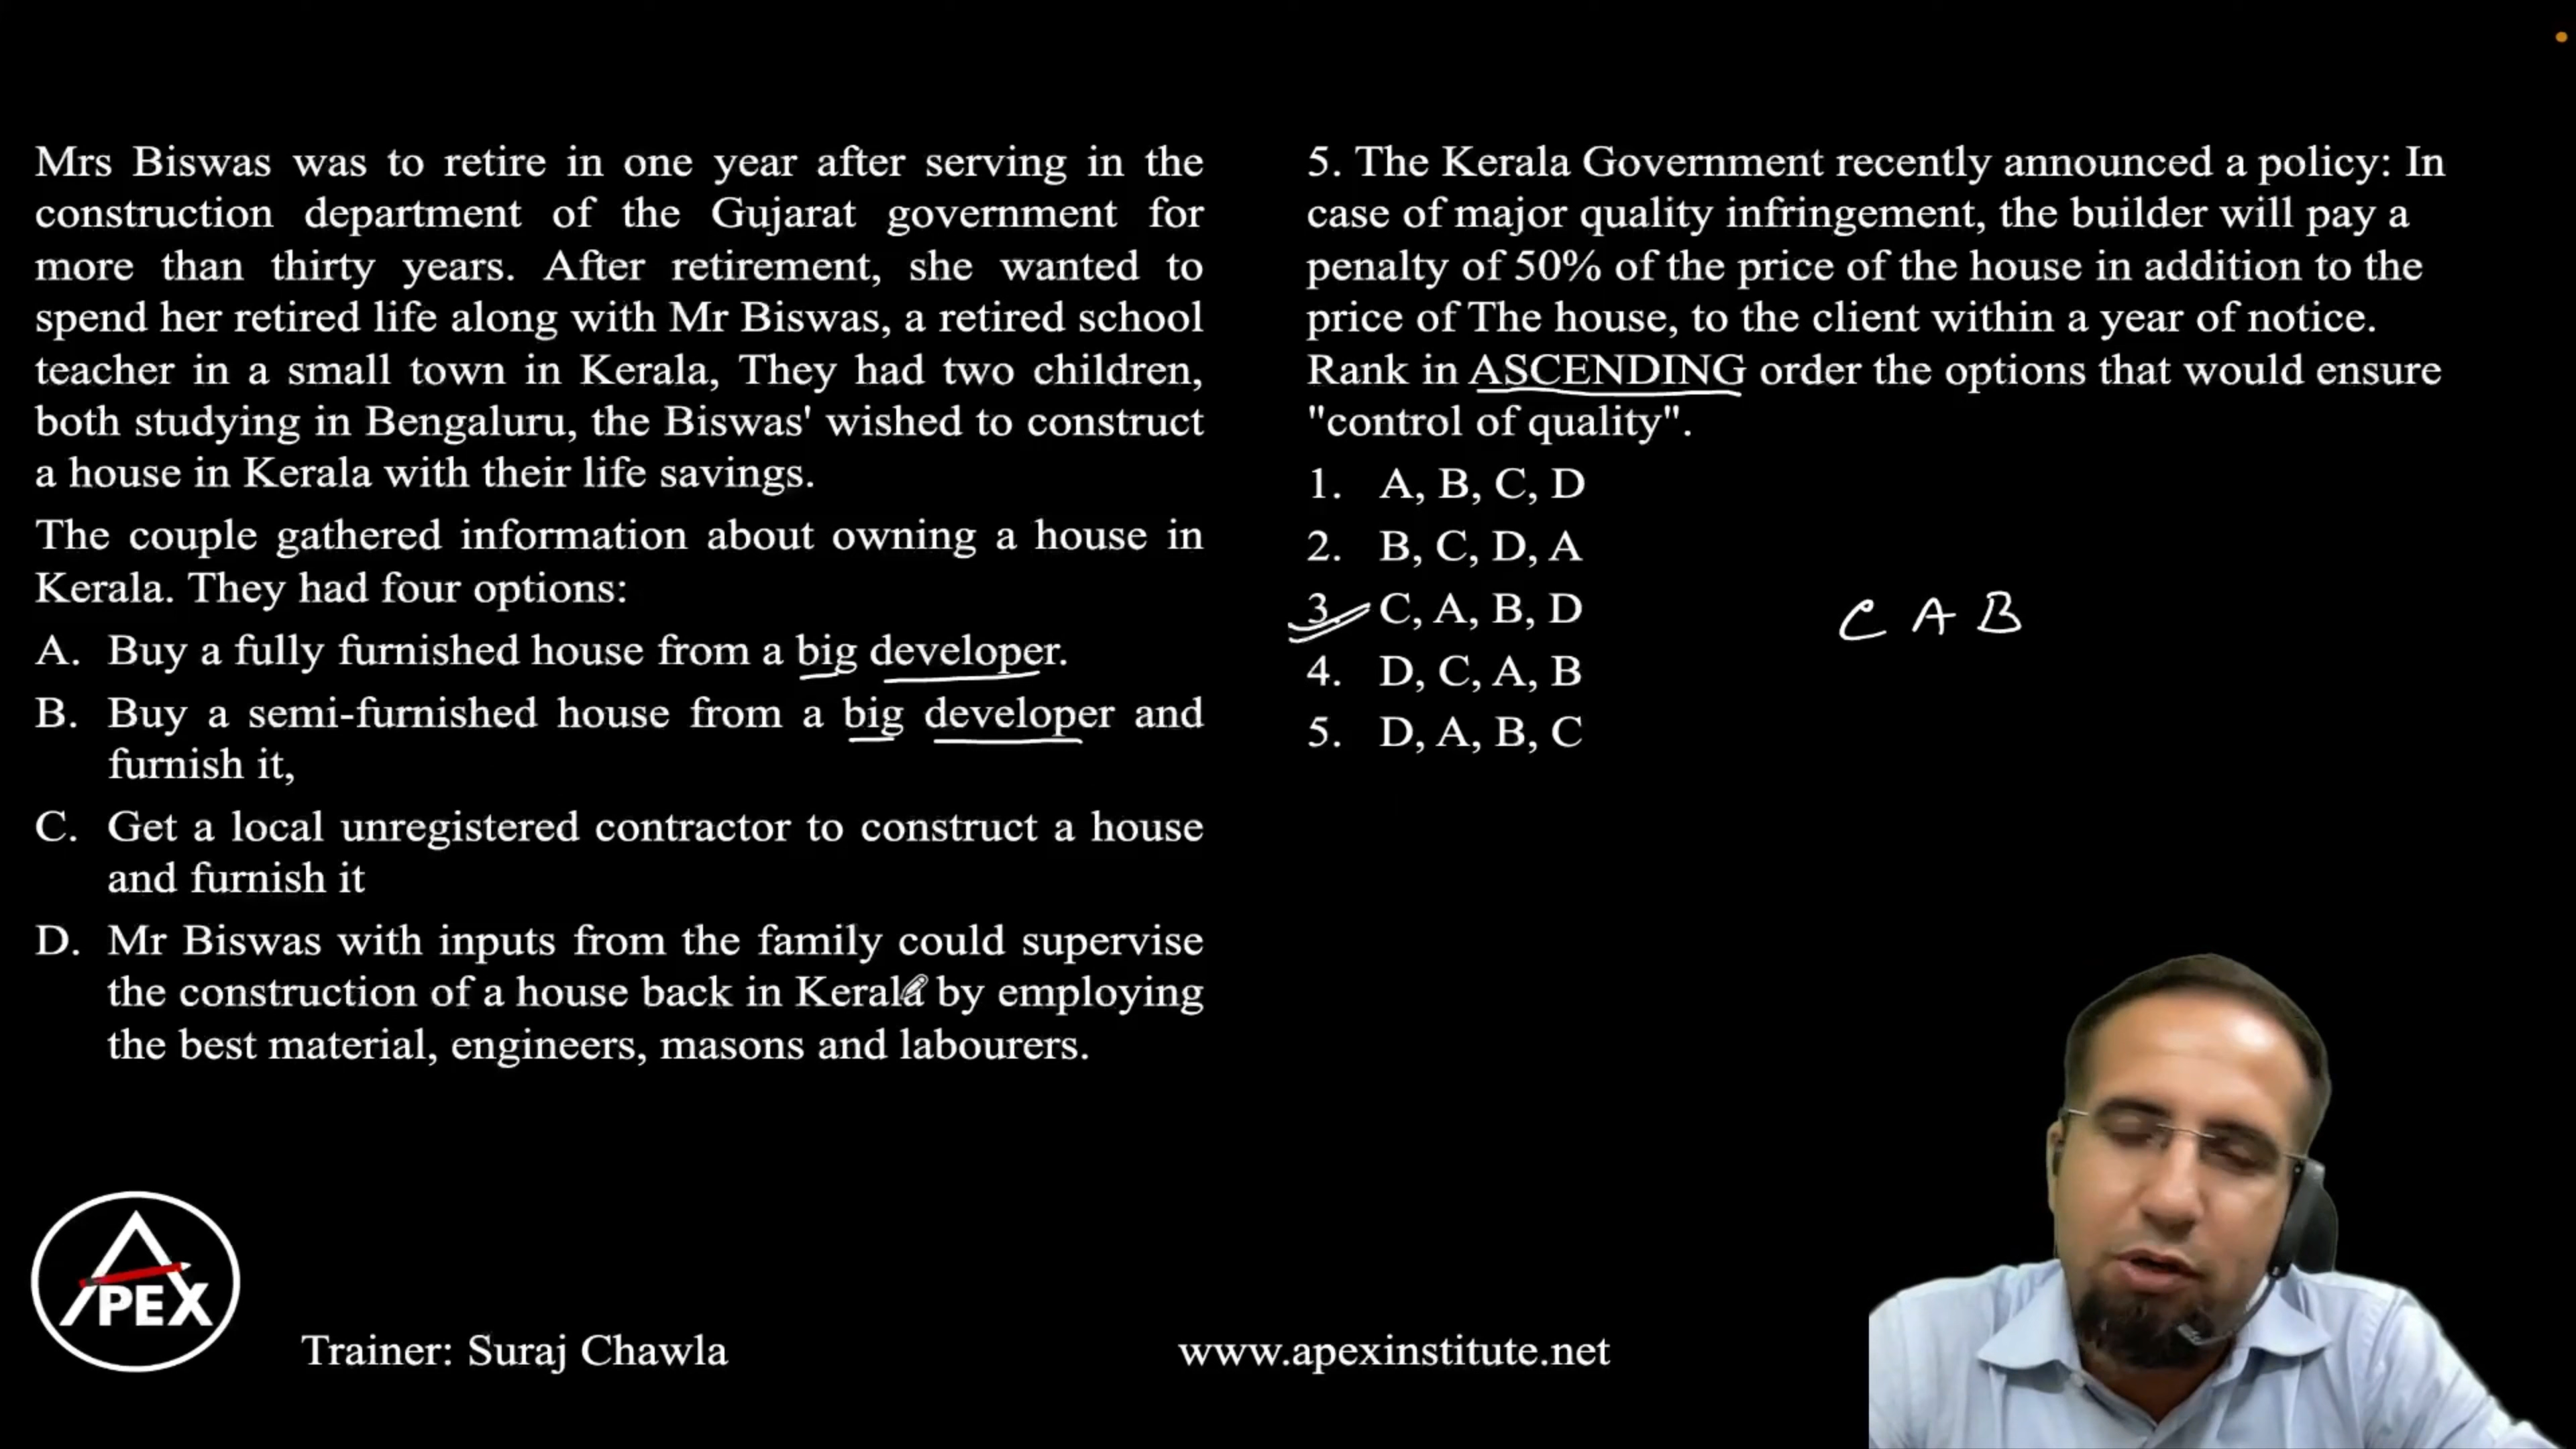 Mrs Biswas was to retire in one year after serving in the
construction department of the Gujarat government for
more than thirty years. After retirement, she wanted to
spend her retired life along with Mr Biswas, a retired school
teacher in a small town in Kerala, They had two children,
both studying in Bengaluru, the Biswas' wished to construct
a house in Kerala with their life savings.
The couple gathered information about owning a house in
Kerala. They had four options:
A. Buy a fully furnished house from a big developer.
B. Buy a semi-furnished house from a big developer and
furnish it,
C. Get a local unregistered contractor to construct a house
and furnish it
D. Mr Biswas with inputs from the family could supervise
the construction of a house back in Kerala by employing
the best material, engineers, masons and labourers.
5. The Kerala Government recently announced a policy: In
case of major quality infringement, the builder will pay a
penalty of 50% of the price of the house in addition to the
price of The house, to the client within a year of notice.
Rank in ASCENDING order the options that would ensure
"control of quality".
1. A, B, C, D
2. B, C, D, A
3. C, A, B, D
4. D, C, A, B
5. D, A, B, C
C A B
APEX
Trainer: Suraj Chawla
www.apexinstitute.net